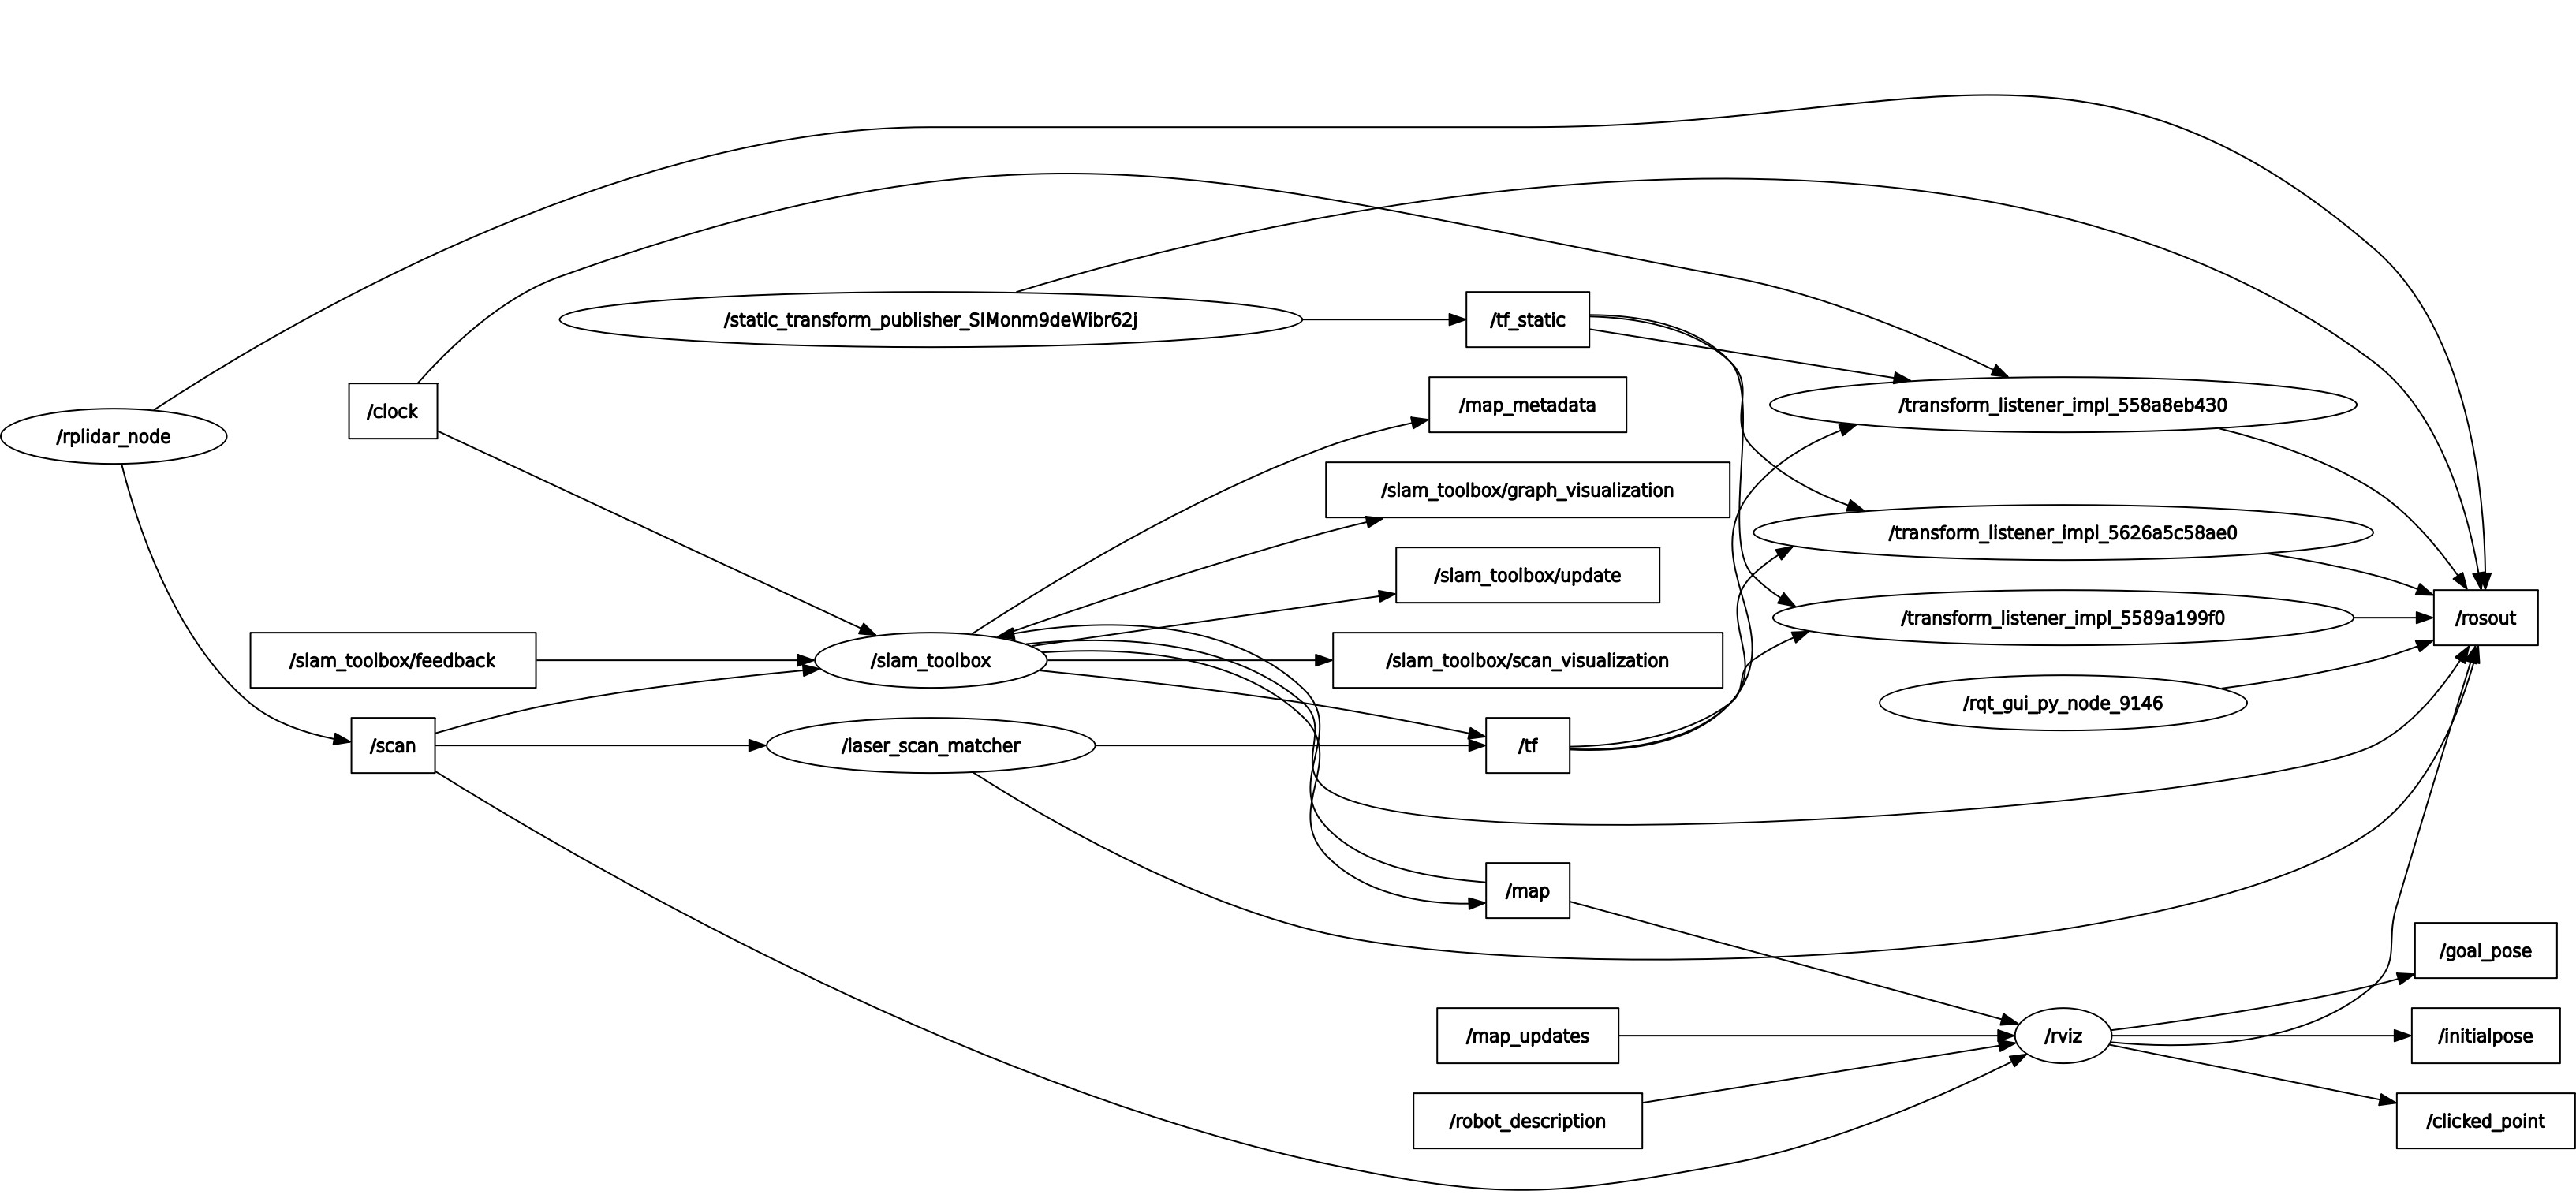 /static_transform_publisher_SIMonm9deWibr62j
/tf_static
/rplidar_node
/clock
/map_metadata
/transform_listener_impl_558a8eb430
/slam_toolbox/graph_visualization
/transform_listener_impl_5626a5c58ae0
/slam_toolbox/update
/transform_listener_impl_5589a199f0
/rosout
/slam_toolbox/feedback
/slam_toolbox
/slam_toolbox/scan_visualization
/rqt_gui_py_node_9146
/scan
/laser_scan_matcher
/tf
/map
/goal_pose
/map_updates
/rviz
/initialpose
/robot_description
/clicked_point